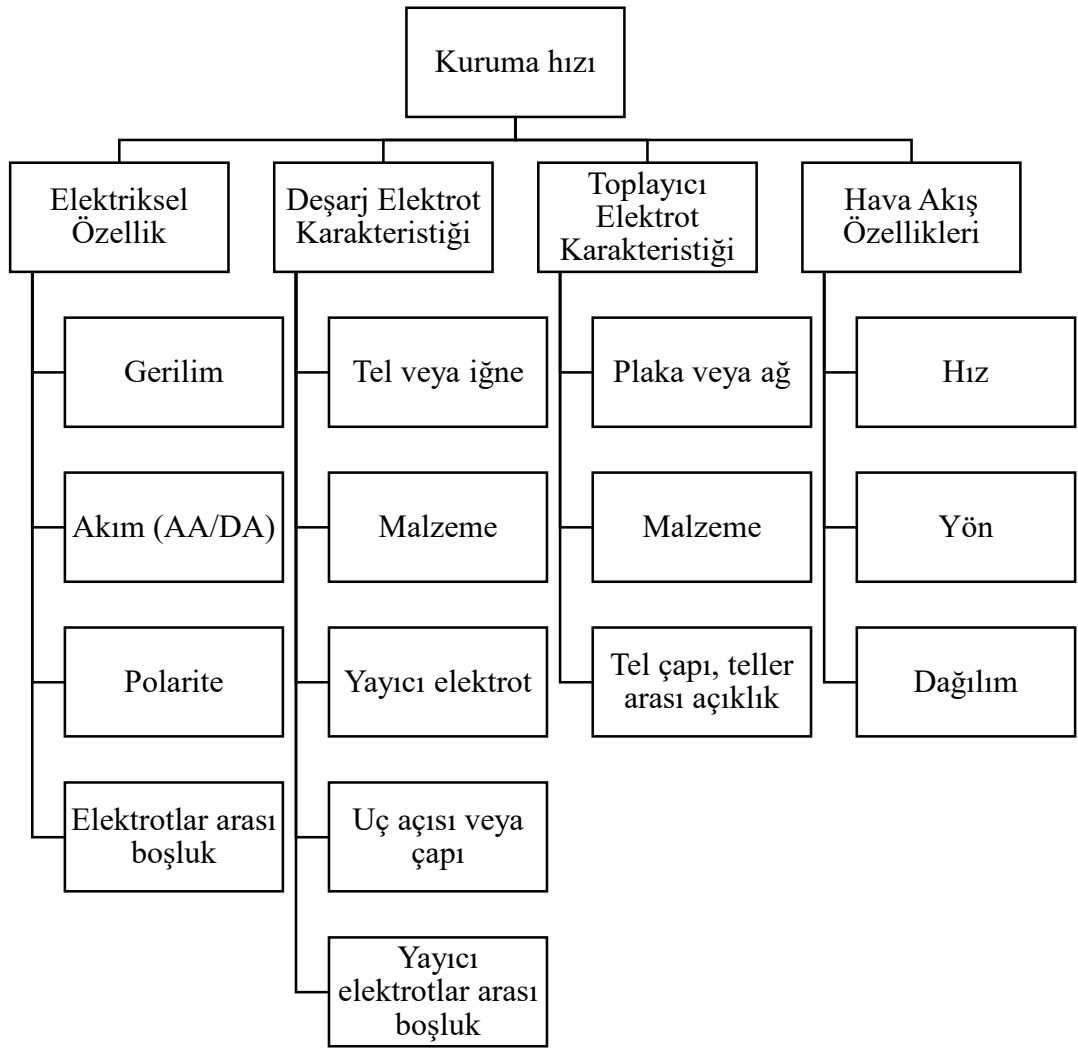 Kuruma hızı
Elektriksel
Özellik
Gerilim
Akım (AA/DA)
Polarite
Elektrotlar arası
boşluk
Deşarj Elektrot
Karakteristiği
Tel veya iğne
Malzeme
Yayıcı elektrot
Uç açısı veya
çapı
Yayıcı
elektrotlar arası
boşluk
Toplayıcı
Elektrot
Karakteristiği
Plaka veya ağ
Malzeme
Tel çapı, teller
arası açıklık
Hava Akış
Özellikleri
Hız
Yön
Dağılım